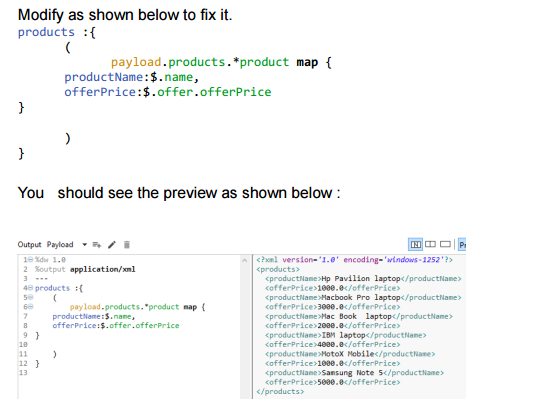 Modify as shown below to fix it.
products :{
(
payload.products.*product map {
productName:$.name,
offerPrice:$.offer.offerPrice
}
)
}
You should see the preview as shown below :
Output Payload
1 %dw 1.0
2 %output application/xml
3 ---
4 products :{
5 (
6 payload.products.*product map {
7 productName:$.name,
8 offerPrice:$.offer.offerPrice
9 }
10
11 )
12 }
13
<?xml version='1.0' encoding='windows-1252'?>
<products>
<productName>Hp Pavilion laptop</productName>
<offerPrice>1000.0</offerPrice>
<productName>Macbook Pro laptop</productName>
<offerPrice>3000.0</offerPrice>
<productName>Mac Book laptop</productName>
<offerPrice>2000.0</offerPrice>
<productName>IBM laptop</productName>
<offerPrice>4000.0</offerPrice>
<productName>MotoX Mobile</productName>
<offerPrice>1000.0</offerPrice>
<productName>Samsung Note 5</productName>
<offerPrice>5000.0</offerPrice>
</products>